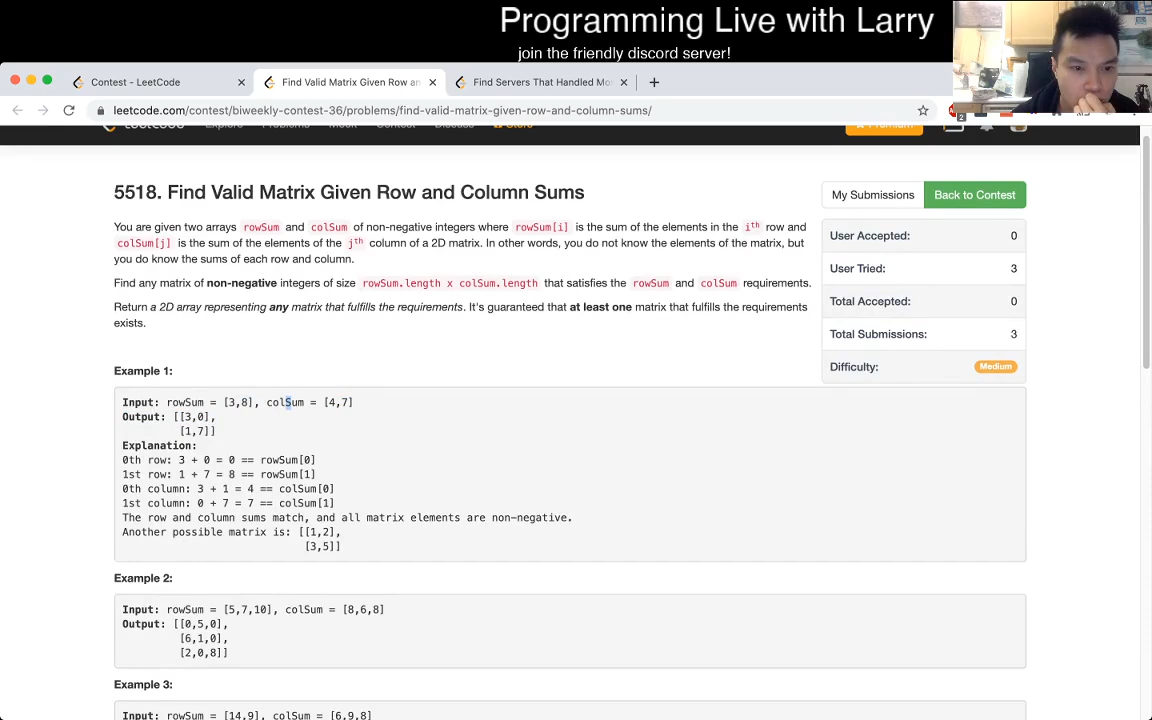 Programming Live with Larry
join the friendly discord server!
Contest - LeetCode
Find Valid Matrix Given Row an
Find Servers That Handled Mo
leetcode.com/contest/biweekly-contest-36/problems/find-valid-matrix-given-row-and-column-sums/
2
5518. Find Valid Matrix Given Row and Column Sums
My Submissions
Back to Contest
You are given two arrays rowSum and colSum of non-negative integers where rowSum[i] is the sum of the elements in the ith row and
colSum[j] is the sum of the elements of the jth column of a 2D matrix. In other words, you do not know the elements of the matrix, but
you do know the sums of each row and column.
Find any matrix of non-negative integers of size rowSum.length x colSum.length that satisfies the rowSum and colSum requirements.
Return a 2D array representing any matrix that fulfills the requirements. It's guaranteed that at least one matrix that fulfills the requirements
exists.
User Accepted: 0
User Tried: 3
Total Accepted: 0
Total Submissions: 3
Difficulty: Medium
Example 1:
Input: rowSum = [3,8], colSum = [4,7]
Output: [[3,0],
[1,7]]
Explanation:
0th row: 3 + 0 = 0 == rowSum[0]
1st row: 1 + 7 = 8 == rowSum[1]
0th column: 3 + 1 = 4 == colSum[0]
1st column: 0 + 7 = 7 == colSum[1]
The row and column sums match, and all matrix elements are non-negative.
Another possible matrix is: [[1,2],
[3,5]]
Example 2:
Input: rowSum = [5,7,10], colSum = [8,6,8]
Output: [[0,5,0],
[6,1,0],
[2,0,8]]
Example 3:
Input: rowSum = [14,9], colSum = [6,9,8]